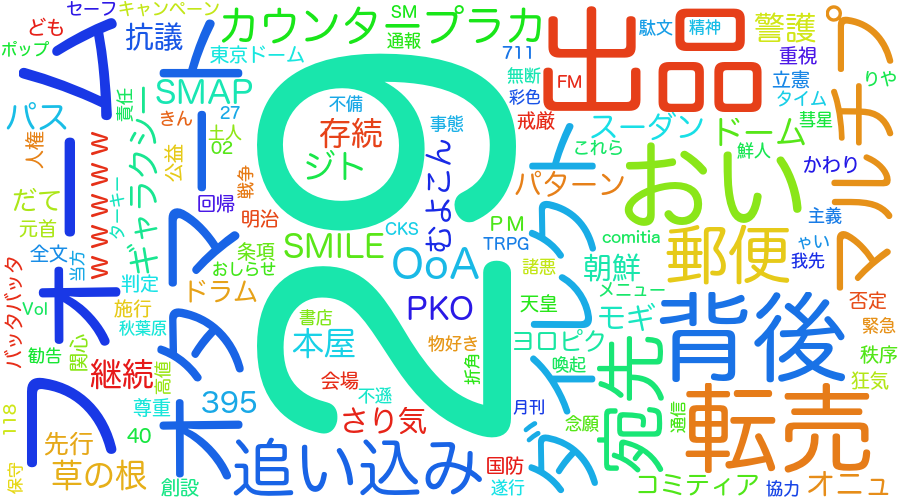 セーフ
キャンペーン
ども
ポップ
抗議
東京ドーム
カウンタープラカ
SM
通報
出品
駄文
精神
警護
重視
マルチプ
りや
フォーム
パス
責任
SMAP
27
きん
土人
02
不備
存続
ジト
事態
711
無断
FM
彩色
戒厳
立憲
タイム
彗星
スーダン
ドーム
鮮人
これら
かわり
人権
wwwww
ターキー
ギャラクシー
公益
戦争
回帰
明治
オタマート
29
むよこん
パターン
おい
主義
だて
元首
全文
当方
SMILE
CKS
PM
TRPG
comitia
郵便
ゃい
我先
条項
おしらせ
OoA
諸悪
朝鮮
メニュー
バッタバッタ
判定
ドラム
PKO
天皇
ダイレクト
否定
Vol
施行
秋葉原
書店
本屋
物好き
ヨロピク
モギ
背後
緊急
勧告
関心
継続
高値
折角
喚起
秩序
狂気
会場
不遜
尊重
395
さり気
月刊
念願
宛先
通信
転売
118
40
先行
草の根
保守
創設
追い込み
国防
遂行
コミティア
協力
オニュ